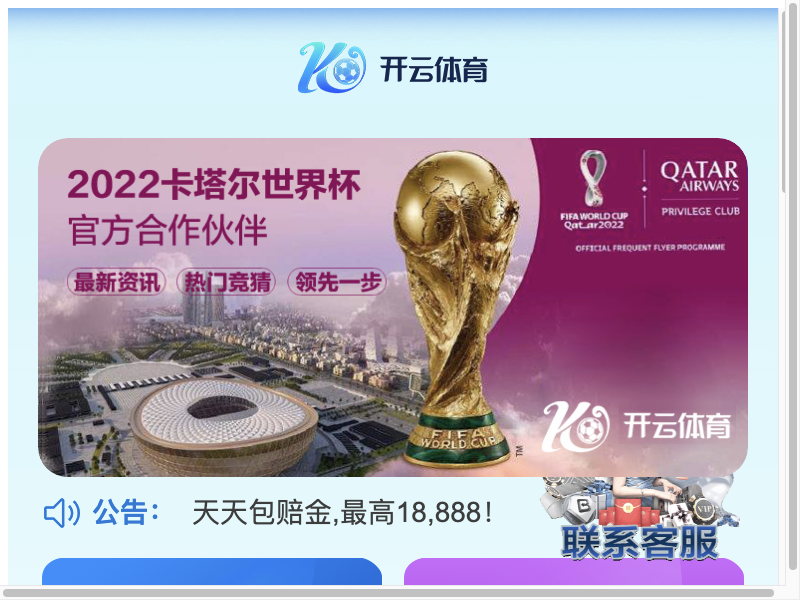 开云体育
2022卡塔尔世界杯
官方合作伙伴
最新资讯 热门竞猜 领先一步
FIFA WORLD CUP
Qatar2022
QATAR
AIRWAYS
PRIVILEGE CLUB
OFFICIAL FREQUENT FLYER PROGRAMME
FIFA
WORLD CUP
TM
开云体育
公告： 天天包赔金,最高18,888！
VIP
联系客服